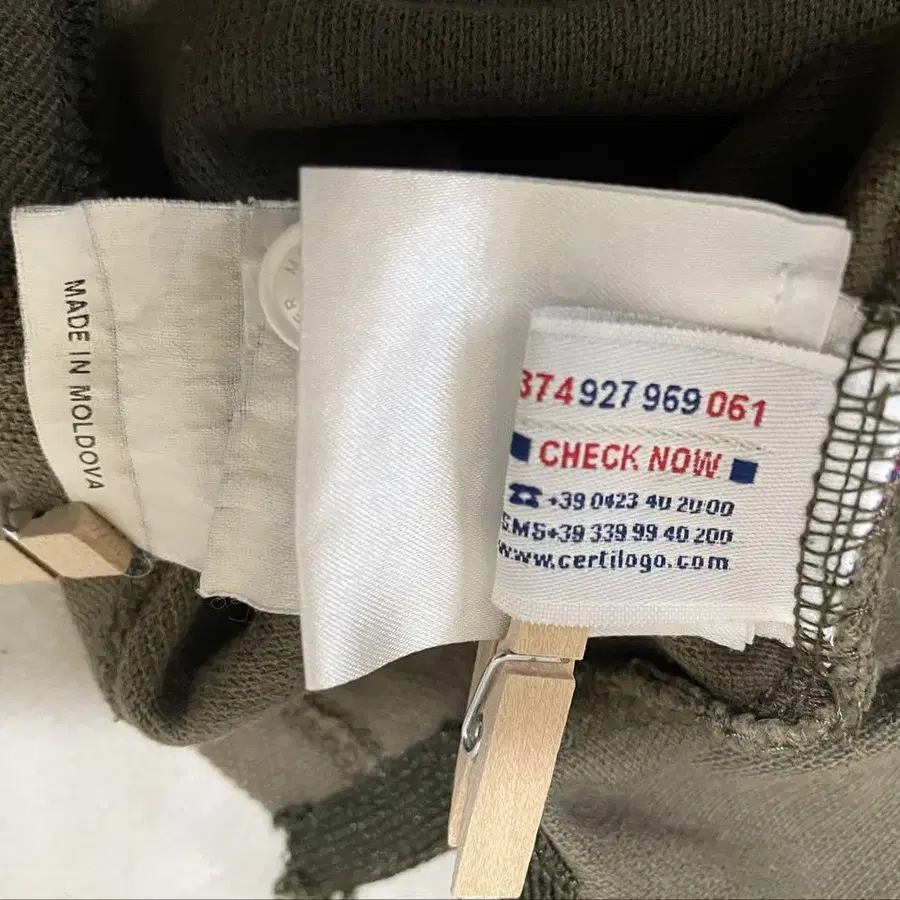 MADE IN MOLDOVA
374 927 969 061
CHECK NOW
+39 0423 40 20 00
SMS+39 339 99 40 200
www.certilogo.com